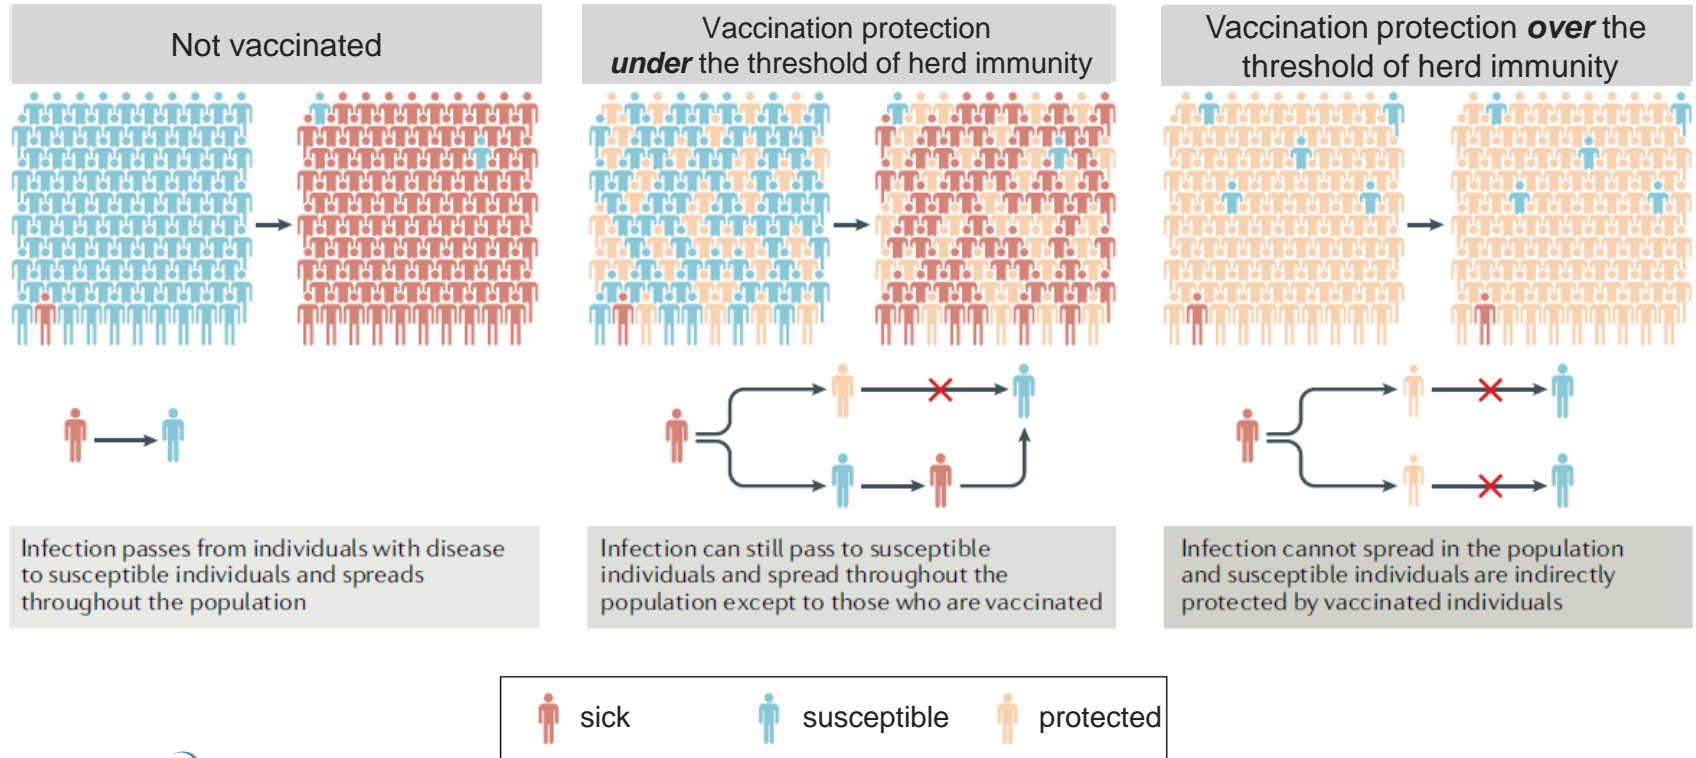 Not vaccinated
Vaccination protection
under the threshold of herd immunity
Vaccination protection over the
threshold of herd immunity
Infection passes from individuals with disease
to susceptible individuals and spreads
throughout the population
Infection can still pass to susceptible
individuals and spread throughout the
population except to those who are vaccinated
Infection cannot spread in the population
and susceptible individuals are indirectly
protected by vaccinated individuals
sick
susceptible
protected